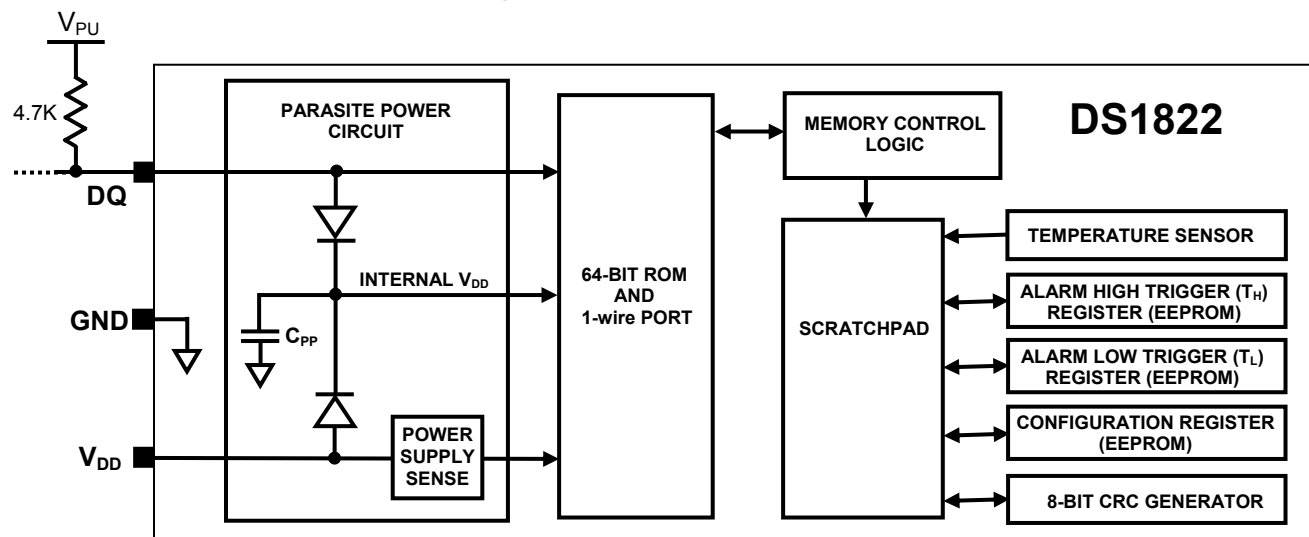 V_PU
4.7K
DQ
GND
V_DD
PARASITE POWER
CIRCUIT
INTERNAL V_DD
C_PP
POWER
SUPPLY
SENSE
64-BIT ROM
AND
1-wire PORT
MEMORY CONTROL
LOGIC
SCRATCHPAD
DS1822
TEMPERATURE SENSOR
ALARM HIGH TRIGGER (T_H)
REGISTER (EEPROM)
ALARM LOW TRIGGER (T_L)
REGISTER (EEPROM)
CONFIGURATION REGISTER
(EEPROM)
8-BIT CRC GENERATOR